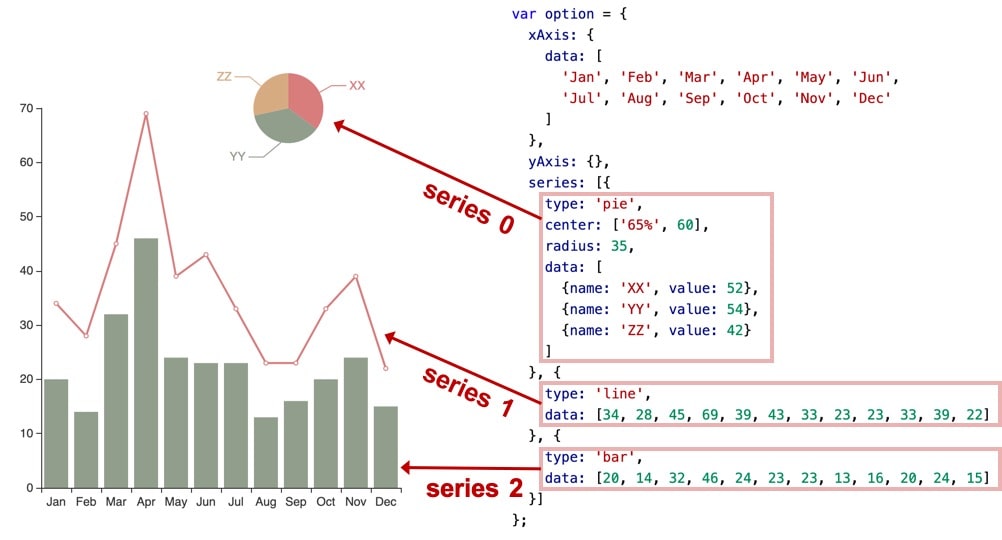 var option = {
xAxis: {
data: [
'Jan', 'Feb', 'Mar', 'Apr', 'May', 'Jun',
'Jul', 'Aug', 'Sep', 'Oct', 'Nov', 'Dec'
]
},
yAxis: {},
series: [{
type: 'pie',
center: ['65%', 60],
radius: 35,
data: [
{name: 'XX', value: 52},
{name: 'YY', value: 54},
{name: 'ZZ', value: 42}
]
}, {
type: 'line',
data: [34, 28, 45, 69, 39, 43, 33, 23, 23, 33, 39, 22]
}, {
type: 'bar',
data: [20, 14, 32, 46, 24, 23, 23, 13, 16, 20, 24, 15]
}]
};
ZZ
XX
YY
70
60
50
40
30
20
10
0
Jan Feb Mar Apr May Jun Jul Aug Sep Oct Nov Dec
series 0
series 1
series 2